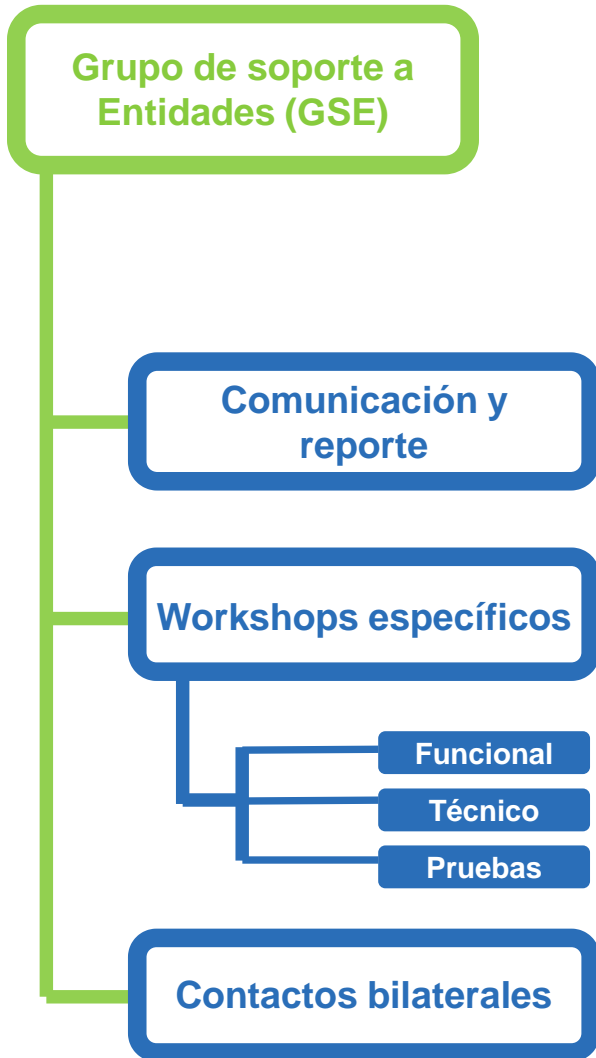 Grupo de soporte a
Entidades (GSE)
Comunicación y
reporte
Workshops específicos
Funcional
Técnico
Pruebas
Contactos bilaterales